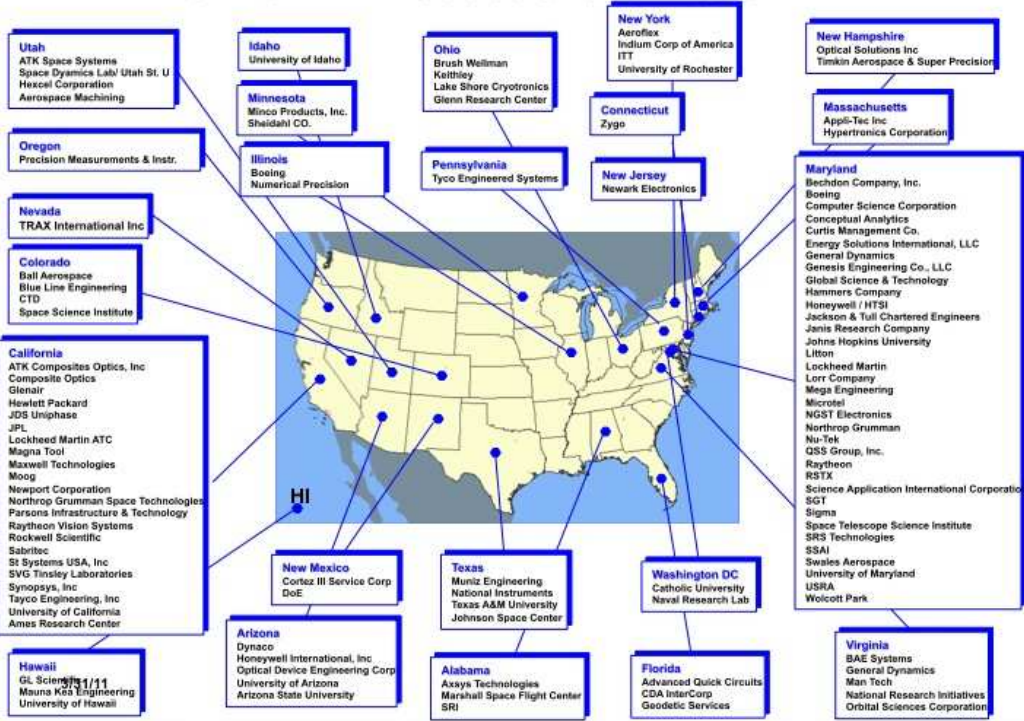 Utah
ATK Space Systems
Space Dyamics Lab/ Utah St. U
Hexcel Corporation
Aerospace Machining
Idaho
University of Idaho
Minnesota
Minco Products, Inc.
Sheldahl CO.
Ohio
Brush Wellman
Keithley
Lake Shore Cryotronics
Glenn Research Center
New York
Aeroflex
Indium Corp of America
ITT
University of Rochester
New Hampshire
Optical Solutions Inc
Timkin Aerospace & Super Precision
Connecticut
Zygo
Massachusetts
Appli-Tec Inc
Hypertronics Corporation
Oregon
Precision Measurements & Instr.
Illinois
Boeing
Numerical Precision
Pennsylvania
Tyco Engineered Systems
New Jersey
Newark Electronics
Nevada
TRAX International Inc
Colorado
Ball Aerospace
Blue Line Engineering
CTD
Space Science Institute
Maryland
Bechdon Company, Inc.
Boeing
Computer Science Corporation
Conceptual Analytics
Curtis Management Co.
Energy Solutions International, LLC
General Dynamics
Genesis Engineering Co., LLC
Global Science & Technology
Hammers Company
Honeywell / HTSI
Jackson & Tull Chartered Engineers
Janis Research Company
Johns Hopkins University
Litton
Lockheed Martin
Lorr Company
Mega Engineering
Microtel
NGST Electronics
Northrop Grumman
Nu-Tek
QSS Group, Inc.
Raytheon
RSTX
Science Application International Corporatio
SGT
Sigma
Space Telescope Science Institute
SRS Technologies
SSAI
Swales Aerospace
University of Maryland
USRA
Wolcott Park
California
ATK Composites Optics, Inc
Composite Optics
Glenair
Hewlett Packard
JDS Uniphase
JPL
Lockheed Martin ATC
Magna Tool
Maxwell Technologies
Moog
Newport Corporation
Northrop Grumman Space Technologies
Parsons Infrastructure & Technology
Raytheon Vision Systems
Rockwell Scientific
Sabritec
St Systems USA, Inc
SVG Tinsley Laboratories
Synopsys, Inc
Tayco Engineering, Inc
University of California
Ames Research Center
HI
New Mexico
Cortez III Service Corp
DoE
Texas
Muniz Engineering
National Instruments
Texas A&M University
Johnson Space Center
Washington DC
Catholic University
Naval Research Lab
Arizona
Dynaco
Honeywell International, Inc
Optical Device Engineering Corp
University of Arizona
Arizona State University
Alabama
Axsys Technologies
Marshall Space Flight Center
SRI
Florida
Advanced Quick Circuits
CDA InterCorp
Geodetic Services
Virginia
BAE Systems
General Dynamics
Man Tech
National Research Initiatives
Orbital Sciences Corporation
Hawaii
GL
3/31/11
Mauna Kea Engineering
University of Hawaii